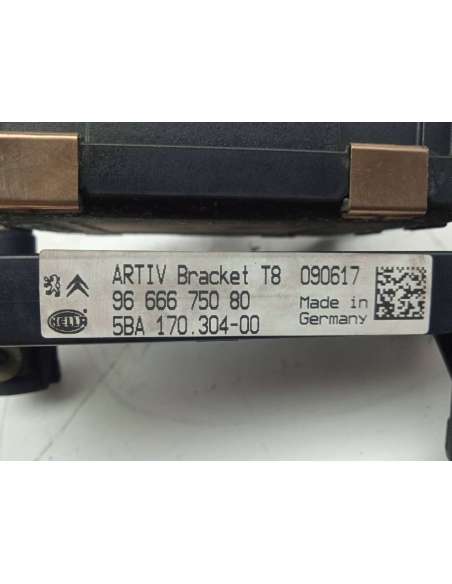 ARTIV Bracket T8 090617
96 666 750 80 Made in
5BA 170.304-00 Germany
HELLA